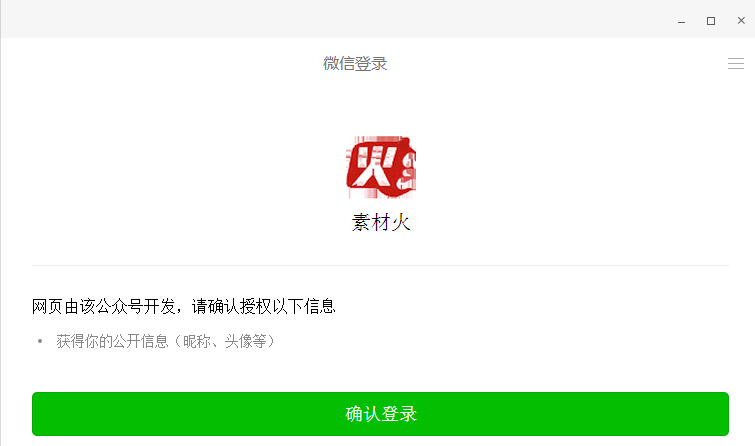 微信登录
火
素材火
网页由该公众号开发，请确认授权以下信息
• 获得你的公开信息（昵称、头像等）
确认登录